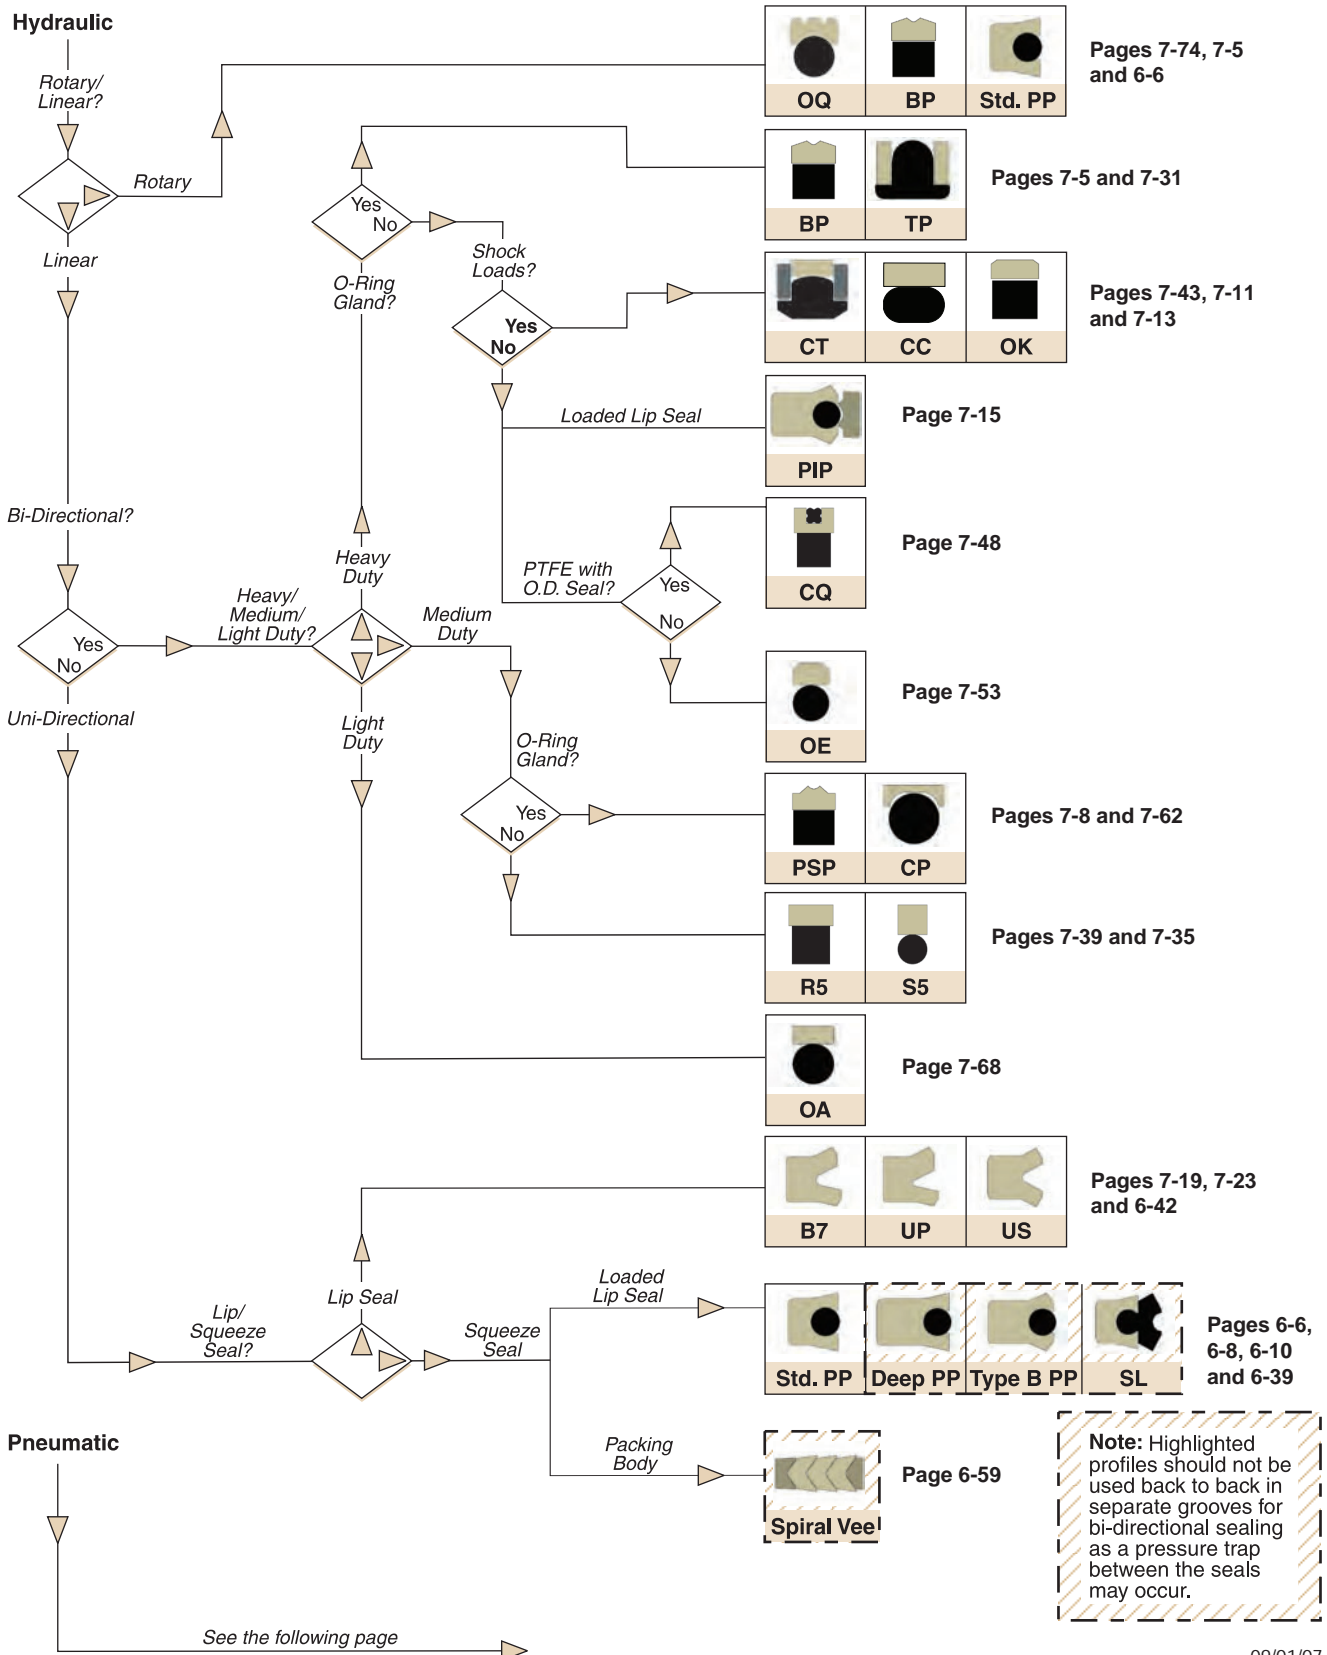 Hydraulic
Rotary/
Linear?
Rotary
Linear
OQ
BP
Std. PP
Pages 7-74, 7-5
and 6-6
Yes
No
O-Ring
Gland?
BP
TP
Pages 7-5 and 7-31
Shock
Loads?
Yes
No
CT
CC
OK
Pages 7-43, 7-11
and 7-13
Loaded Lip Seal
PIP
Page 7-15
Bi-Directional?
Yes
No
Uni-Directional
Heavy/
Medium/
Light Duty?
Heavy
Duty
Medium
Duty
Light
Duty
PTFE with
O.D. Seal?
Yes
No
CQ
Page 7-48
OE
Page 7-53
O-Ring
Gland?
Yes
No
PSP
CP
Pages 7-8 and 7-62
R5
S5
Pages 7-39 and 7-35
OA
Page 7-68
B7
UP
US
Pages 7-19, 7-23
and 6-42
Lip/
Squeeze
Seal?
Lip Seal
Squeeze
Seal
Loaded
Lip Seal
Std. PP
Deep PP
Type B PP
SL
Pages 6-6,
6-8, 6-10
and 6-39
Packing
Body
Spiral Vee
Page 6-59
Note: Highlighted
profiles should not be
used back to back in
separate grooves for
bi-directional sealing
as a pressure trap
between the seals
may occur.
Pneumatic
See the following page